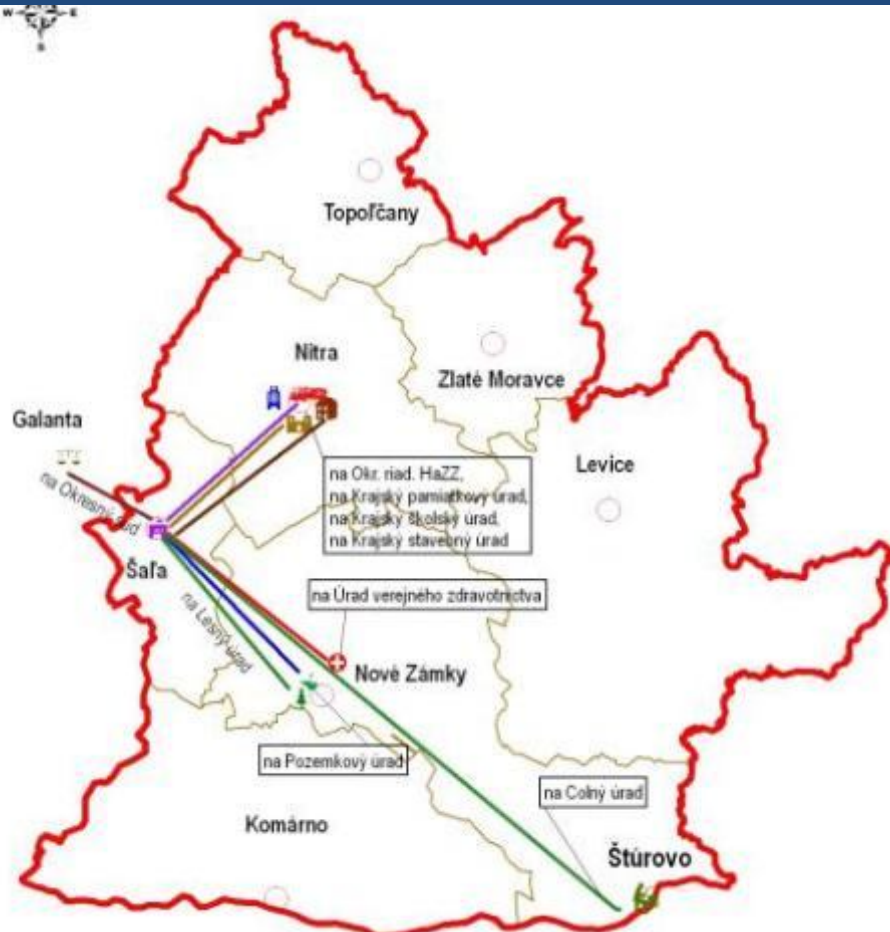 W E
S
Topoľčany
Nitra
Zlaté Moravce
Galanta
Levice
na Okresný súd
na Okr. riad. HaZZ,
na Krajský pamiatkový úrad,
na Krajský školský úrad,
na Krajský stavebný úrad
Šaľa
na Úrad verejného zdravotníctva
na Lesný úrad
Nové Zámky
na Pozemkový úrad
na Colný úrad
Komárno
Štúrovo